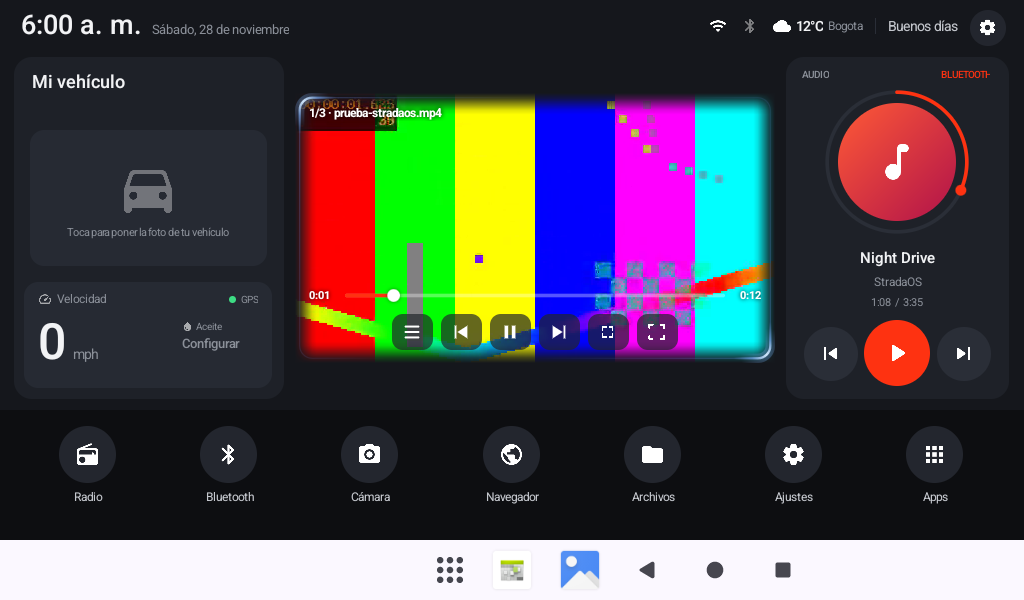 6:00 a. m.
Sábado, 28 de noviembre
12°C Bogota
Buenos días
Mi vehículo
Toca para poner la foto de tu vehículo
Velocidad
GPS
0 mph
Aceite
Configurar
1/3 · prueba-stradaos.mp4
0:01
0:12
AUDIO
BLUETOOTH
Night Drive
StradaOS
1:08 / 3:35
Radio
Bluetooth
Cámara
Navegador
Archivos
Ajustes
Apps